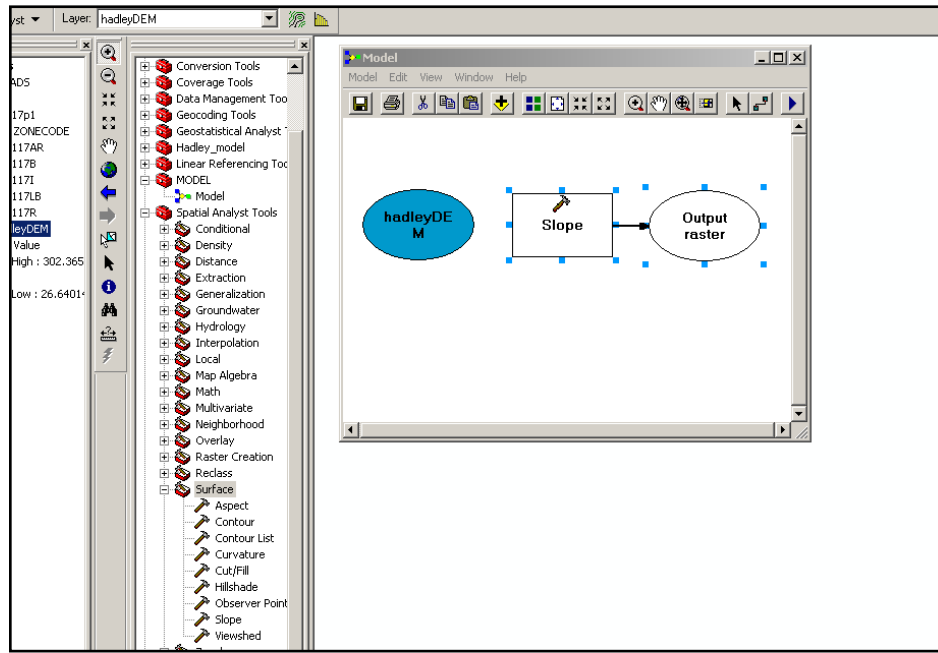 yst Layer: hadleyDEM
ADS
17p1
ZONECODE
117AR
117B
117I
117LB
117R
leyDEM
Value
High : 302.365
Low : 26.64014
Conversion Tools
Coverage Tools
Data Management Too
Geocoding Tools
Geostatistical Analyst T
Hadley_model
Linear Referencing Too
MODEL
Model
Spatial Analyst Tools
Conditional
Density
Distance
Extraction
Generalization
Groundwater
Hydrology
Interpolation
Local
Map Algebra
Math
Multivariate
Neighborhood
Overlay
Raster Creation
Reclass
Surface
Aspect
Contour
Contour List
Curvature
Cut/Fill
Hillshade
Observer Point
Slope
Viewshed
Model
Model Edit View Window Help
hadleyDE
M
Slope
Output
raster